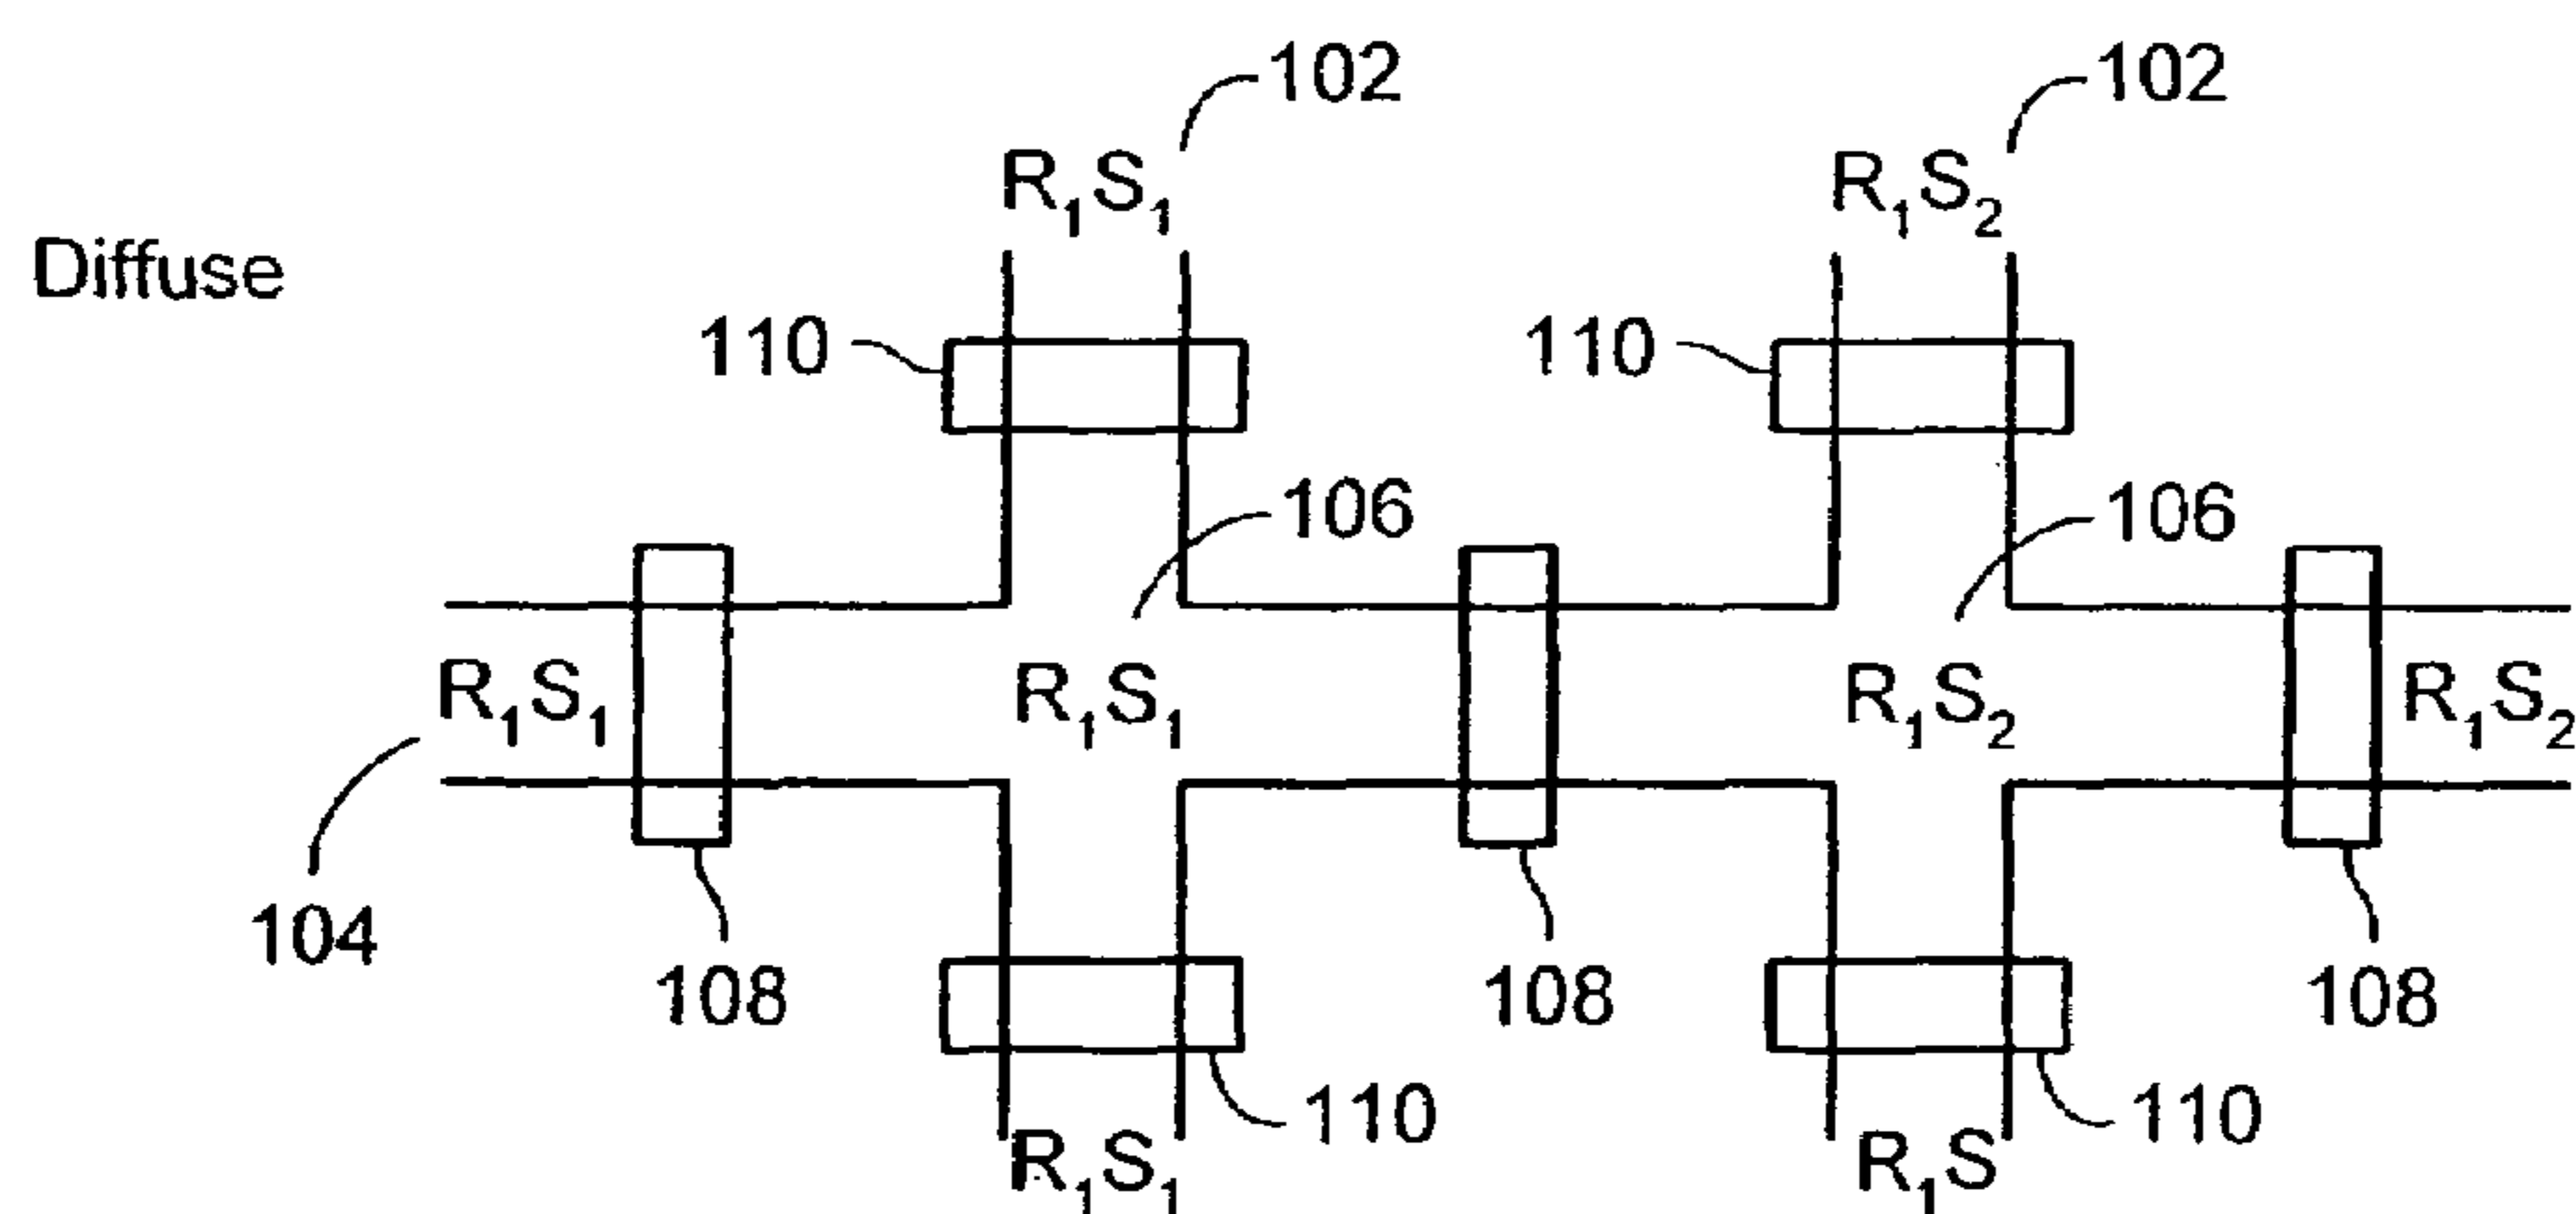 102 102
R₁S₁ R₁S₂
Diffuse
110 110
106 106
R₁S₁ R₁S₁ R₁S₂ R₁S₂
104
108 108 108
110 110
R₁S₁ R₁S